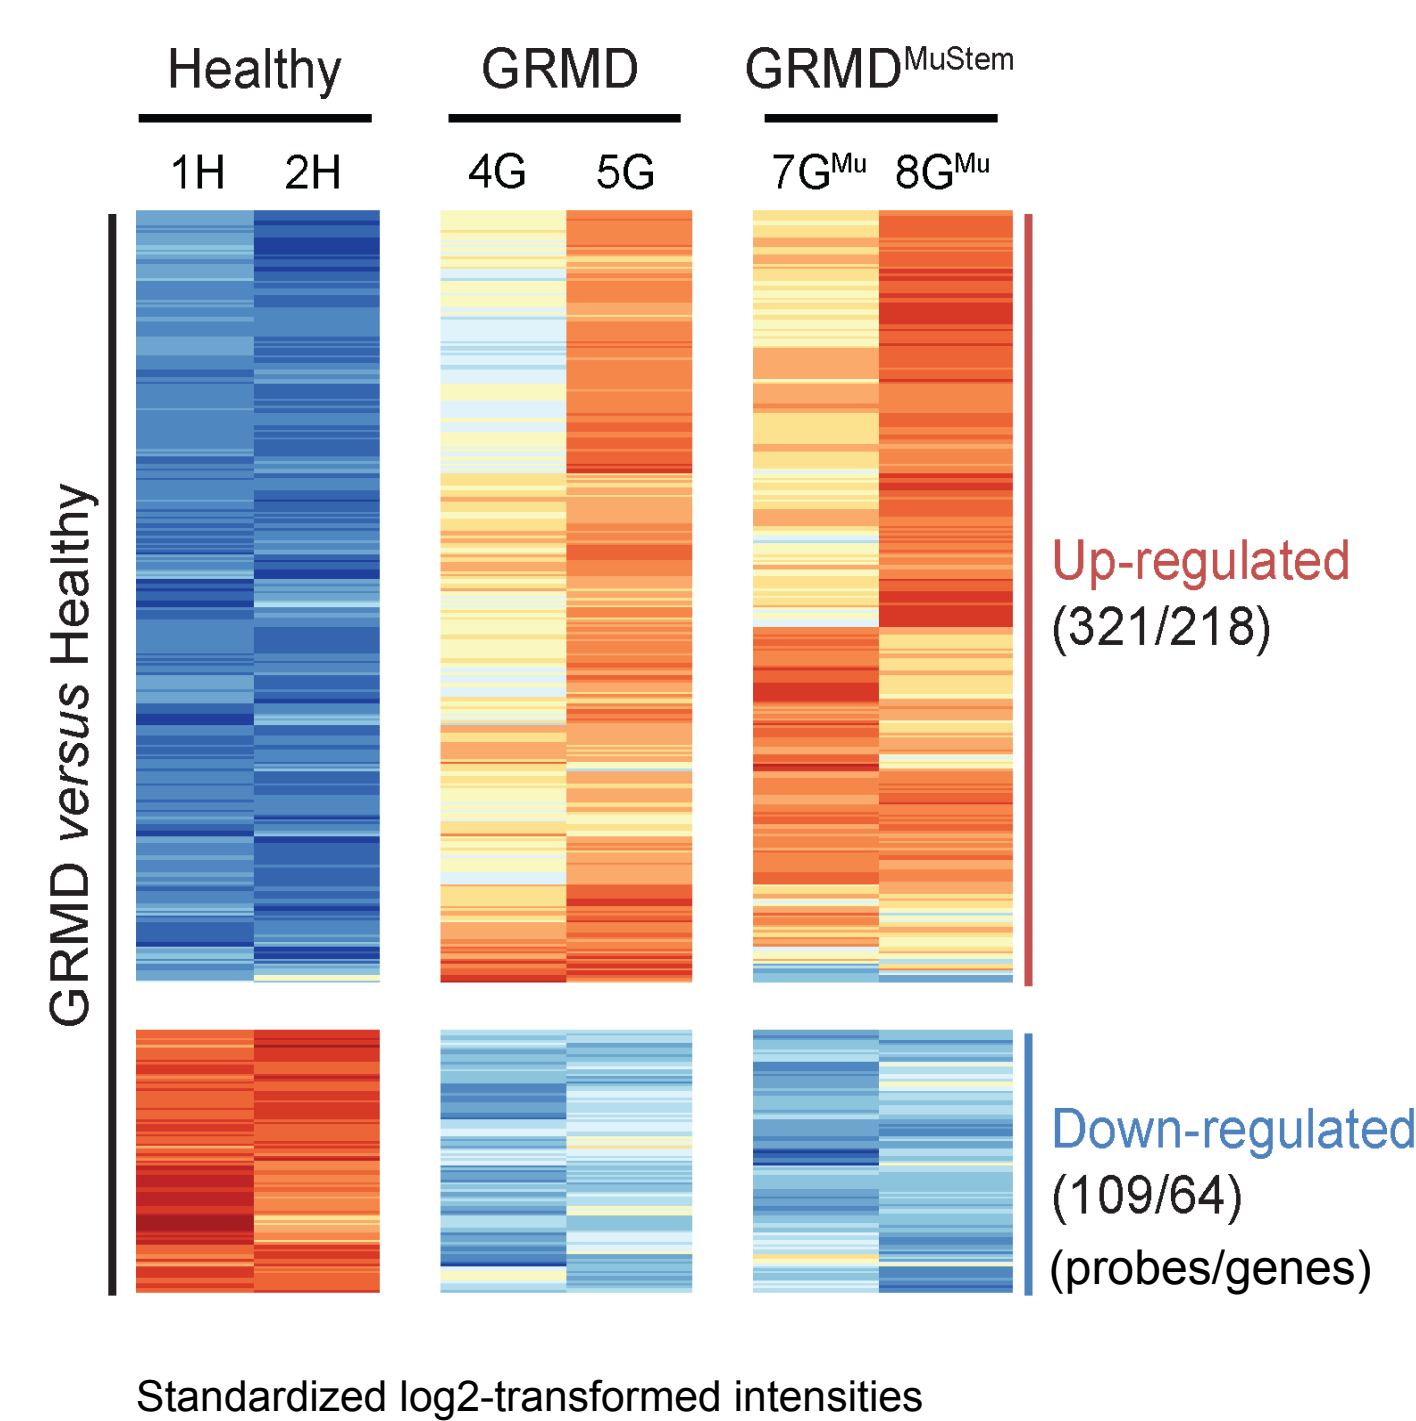 Healthy GRMD GRMD^MuStem
1H 2H 4G 5G 7G^Mu 8G^Mu
GRMD versus Healthy
Up-regulated
(321/218)
Down-regulated
(109/64)
(probes/genes)
Standardized log2-transformed intensities